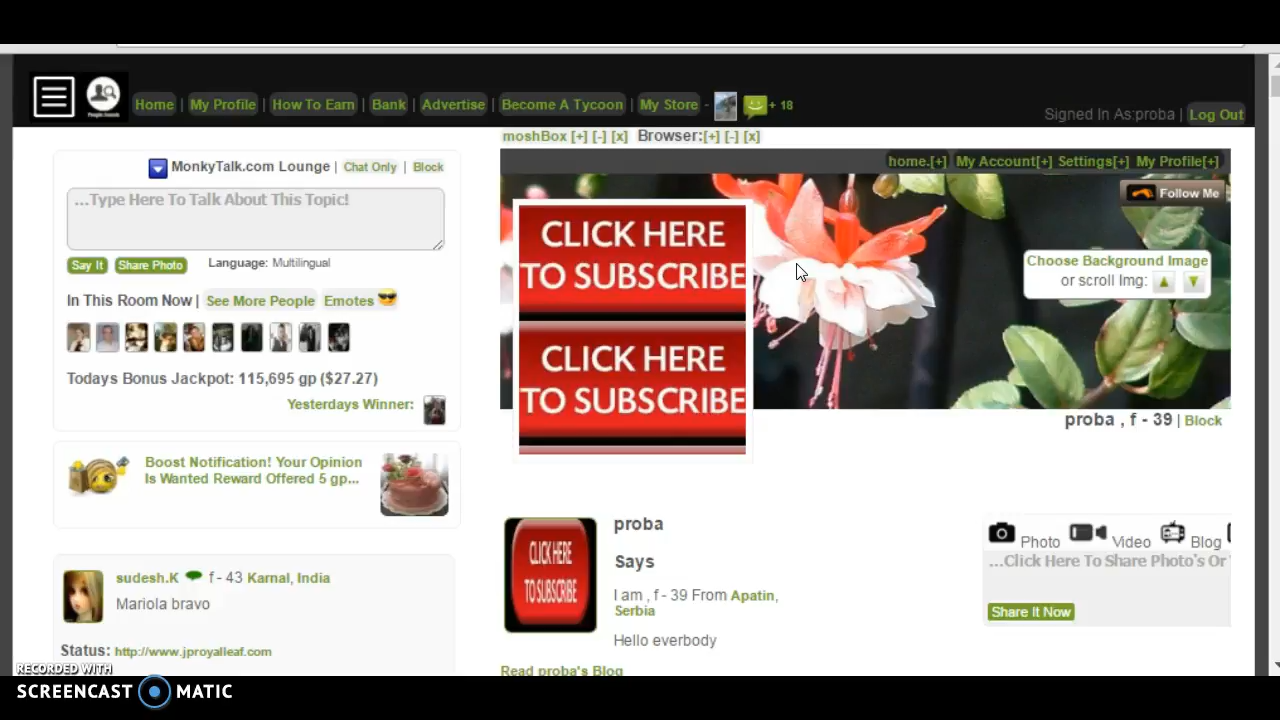 Home | My Profile | How To Earn | Bank | Advertise | Become A Tycoon | My Store - + 18
Signed In As:proba | Log Out
moshBox [+] [-] [x] Browser:[+] [-] [x]
MonkyTalk.com Lounge | Chat Only | Block
...Type Here To Talk About This Topic!
Say It Share Photo Language: Multilingual
In This Room Now | See More People Emotes
Todays Bonus Jackpot: 115,695 gp ($27.27)
Yesterdays Winner:
Boost Notification! Your Opinion
Is Wanted Reward Offered 5 gp...
sudesh.K f - 43 Karnal, India
Mariola bravo
Status: http://www.jproyalleaf.com
home.[+] My Account[+] Settings[+] My Profile[+]
Follow Me
CLICK HERE
TO SUBSCRIBE
CLICK HERE
TO SUBSCRIBE
Choose Background Image
or scroll Img:
proba , f - 39 | Block
CLICK HERE
TO SUBSCRIBE
proba
Says
I am , f - 39 From Apatin,
Serbia
Hello everbody
Read proba's Blog
Photo Video Blog
...Click Here To Share Photo's Or
Share It Now
RECORDED WITH
SCREENCAST MATIC